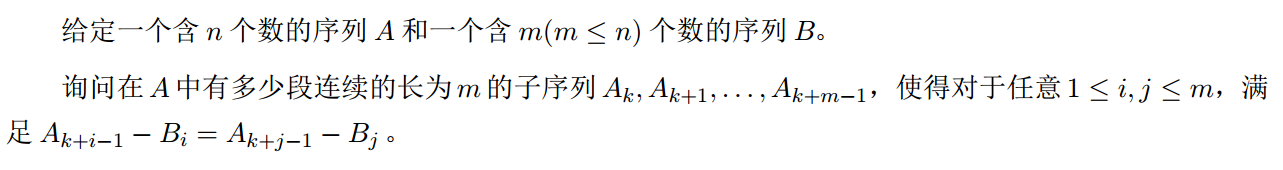 给定一个含 n 个数的序列 A 和一个含 m(m ≤ n) 个数的序列 B。
询问在 A 中有多少段连续的长为 m 的子序列 A_k, A_{k+1}, . . . , A_{k+m−1}，使得对于任意 1 ≤ i, j ≤ m，满
足 A_{k+i−1} − B_i = A_{k+j−1} − B_j 。